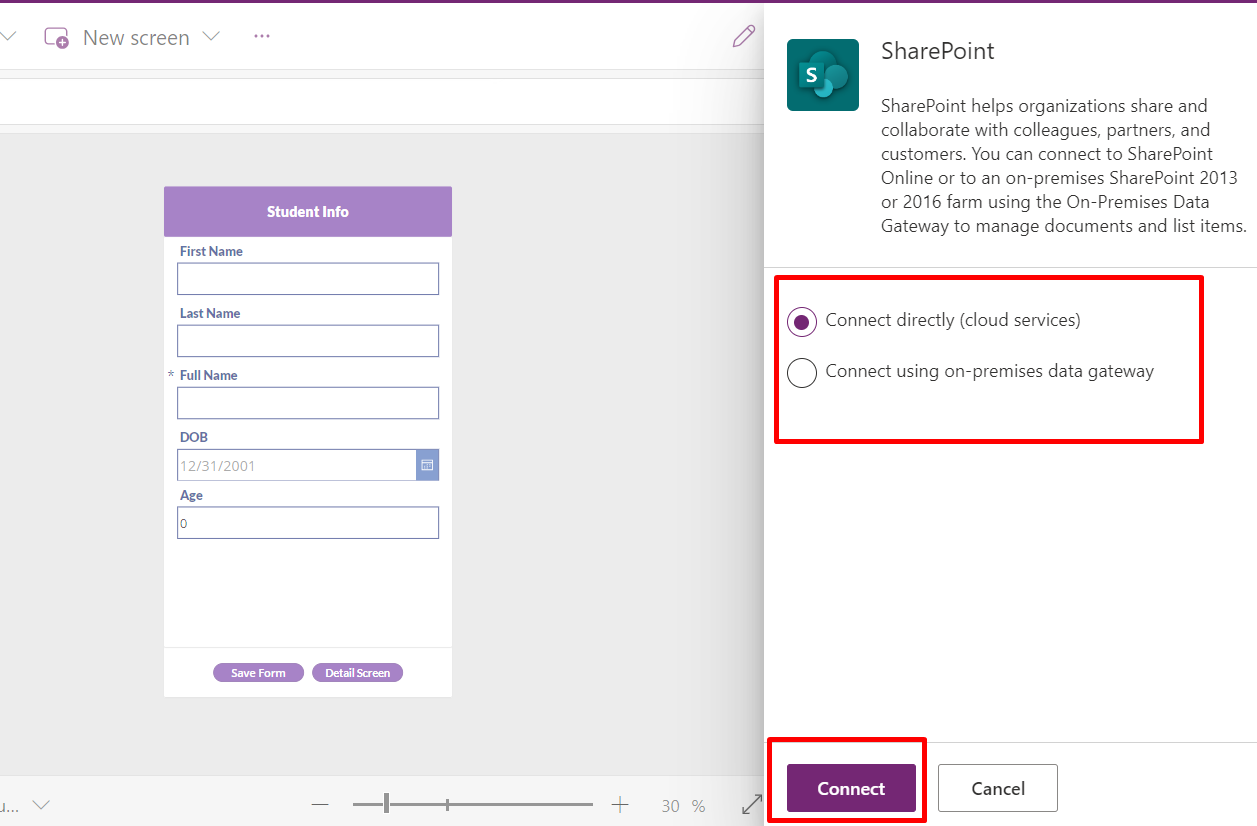 New screen
...
S
SharePoint
SharePoint helps organizations share and
collaborate with colleagues, partners, and
customers. You can connect to SharePoint
Online or to an on-premises SharePoint 2013
or 2016 farm using the On-Premises Data
Gateway to manage documents and list items.
Student Info
First Name
Last Name
* Full Name
DOB
12/31/2001
Age
0
Save Form
Detail Screen
Connect directly (cloud services)
Connect using on-premises data gateway
Connect
Cancel
30 %